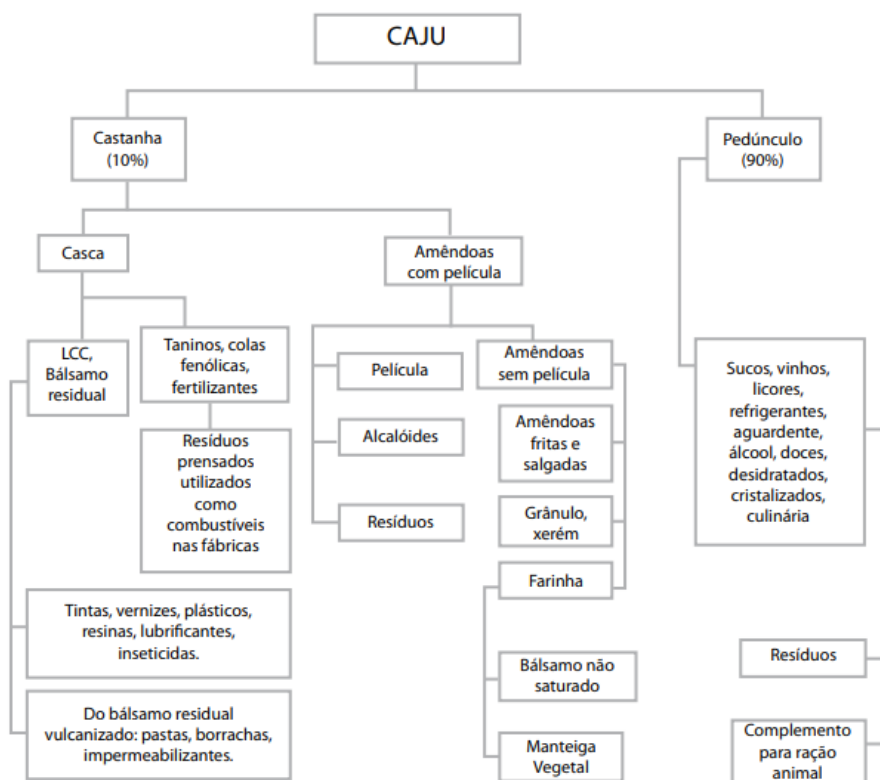 CAJU
Castanha
(10%)
Pedúnculo
(90%)
Casca
Amêndoas
com película
LCC,
Bálsamo
residual
Taninos, colas
fenólicas,
fertilizantes
Resíduos
prensados
utilizados
como
combustíveis
nas fábricas
Tintas, vernizes, plásticos,
resinas, lubrificantes,
inseticidas.
Do bálsamo residual
vulcanizado: pastas, borrachas,
impermeabilizantes.
Película
Alcalóides
Resíduos
Amêndoas
sem película
Amêndoas
fritas e
salgadas
Grânulo,
xerém
Farinha
Bálsamo não
saturado
Manteiga
Vegetal
Sucos, vinhos,
licores,
refrigerantes,
aguardente,
álcool, doces,
desidratados,
cristalizados,
culinária
Resíduos
Complemento
para ração
animal